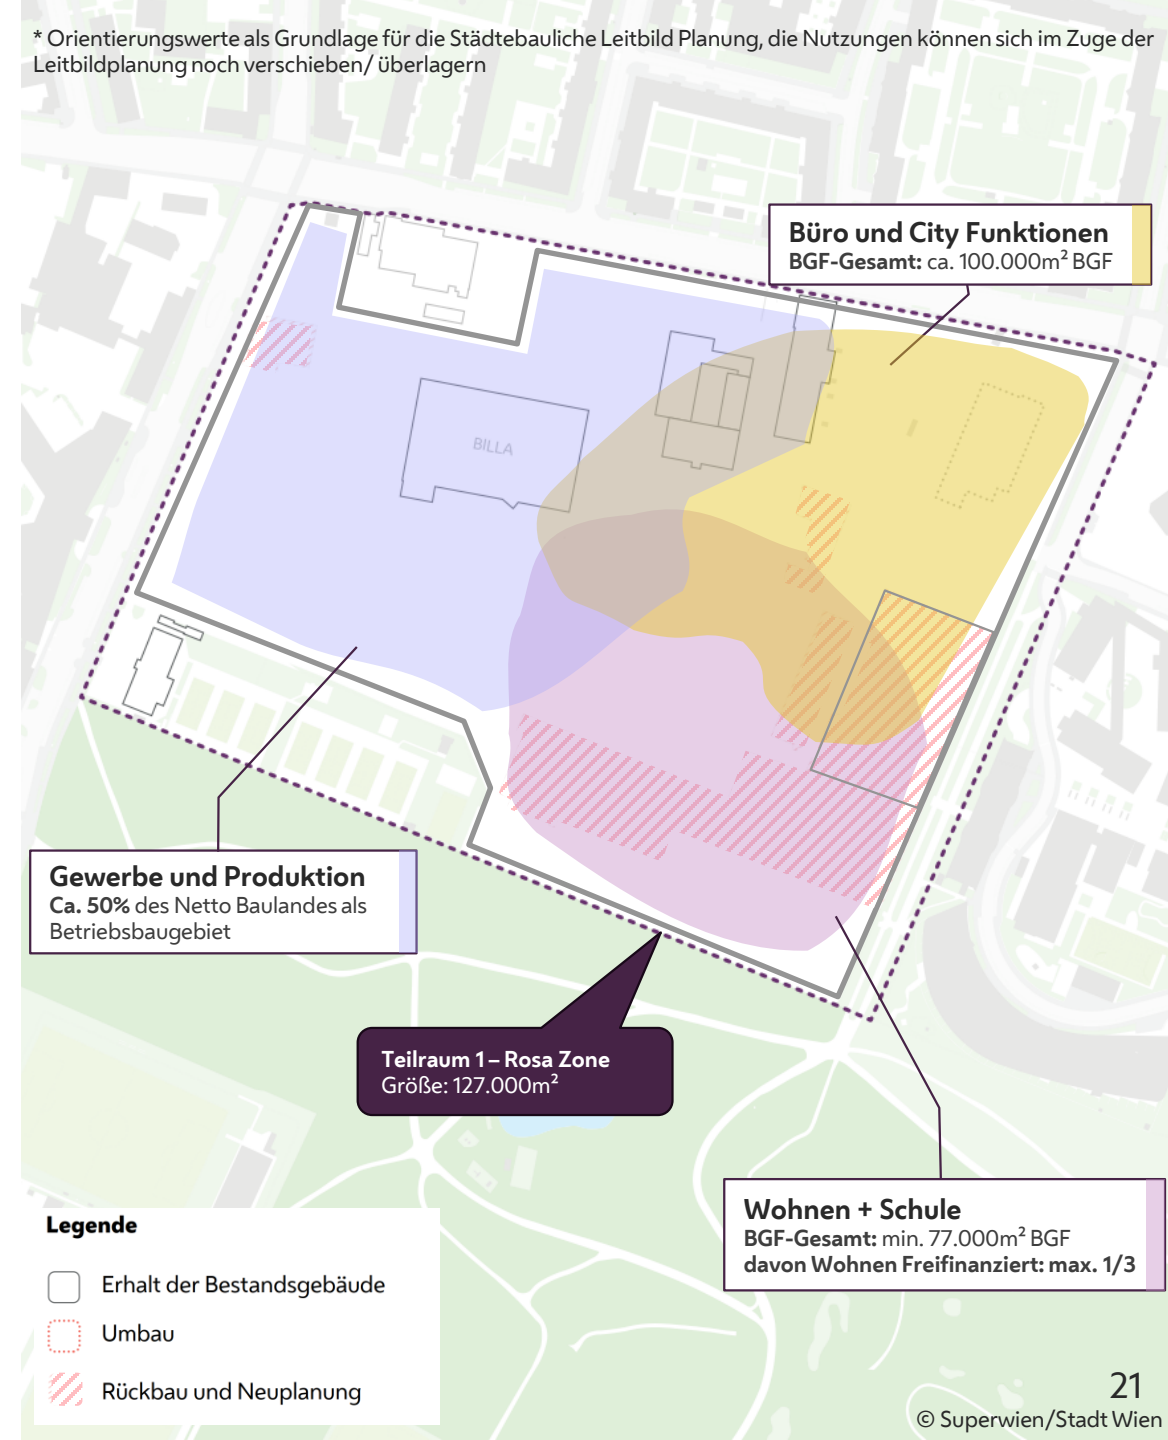 * Orientierungswerte als Grundlage für die Städtebauliche Leitbild Planung, die Nutzungen können sich im Zuge der
Leitbildplanung noch verschieben/ überlagern
Büro und City Funktionen
BGF-Gesamt: ca. 100.000m² BGF
BILLA
Gewerbe und Produktion
Ca. 50% des Netto Baulandes als
Betriebsbaugebiet
Teilraum 1 – Rosa Zone
Größe: 127.000m²
Wohnen + Schule
BGF-Gesamt: min. 77.000m² BGF
davon Wohnen Freifinanziert: max. 1/3
Legende
Erhalt der Bestandsgebäude
Umbau
Rückbau und Neuplanung
21
© Superwien/Stadt Wien